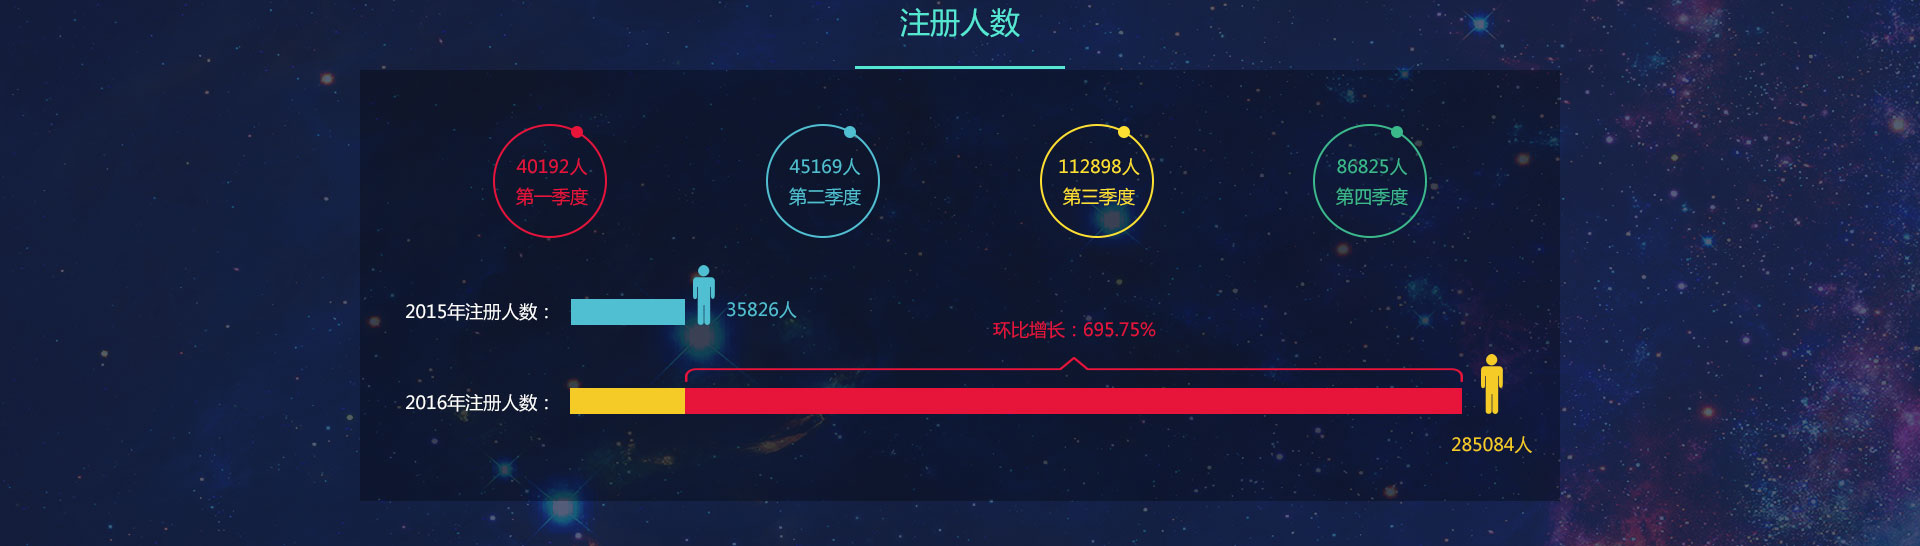 注册人数
40192人
第一季度
45169人
第二季度
112898人
第三季度
86825人
第四季度
2015年注册人数：
35826人
环比增长：695.75%
2016年注册人数：
285084人